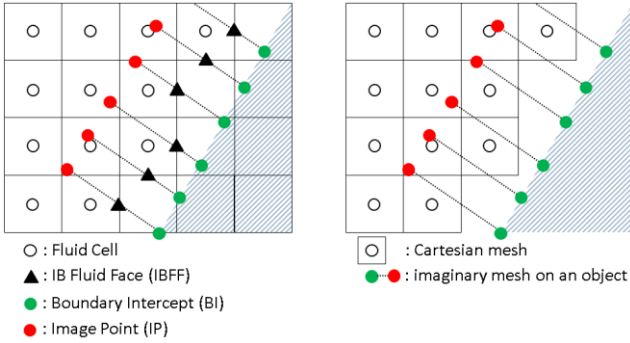 : Fluid Cell
: IB Fluid Face (IBFF)
: Boundary Intercept (BI)
: Image Point (IP)
: Cartesian mesh
: imaginary mesh on an object